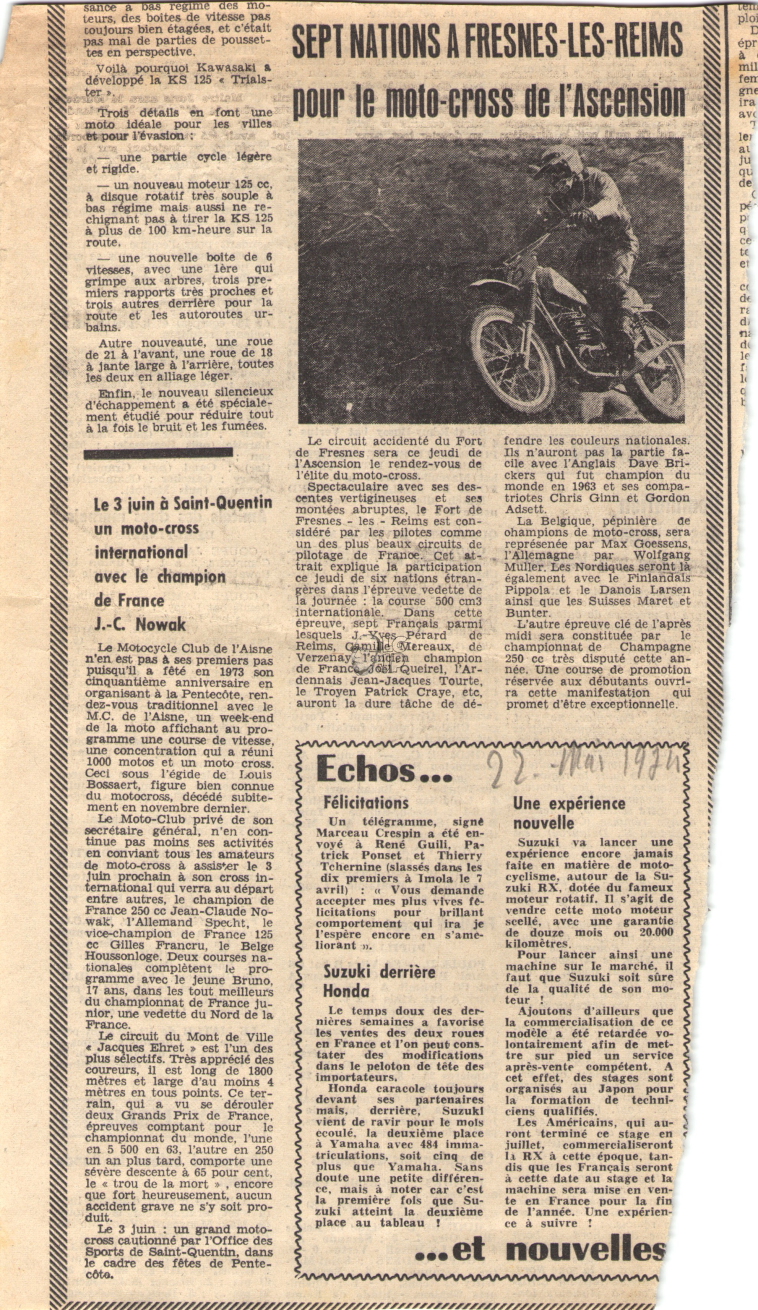 sance à bas régime des mo-
teurs, des boites de vitesse pas
toujours bien étagées, et c'était
pas mal de parties de pousset-
tes en perspective.
Voilà pourquoi Kawasaki a
développé la KS 125 « Trials-
ter ».
Trois détails en font une
moto idéale pour les villes
et pour l'évasion :
— une partie cycle légère
et rigide.
— un nouveau moteur 125 cc,
à disque rotatif très souple à
bas régime mais aussi ne re-
chignant pas à tirer la KS 125
à plus de 100 km-heure sur la
route.
— une nouvelle boîte de 6
vitesses, avec une 1ère qui
grimpe aux arbres, trois pre-
miers rapports très proches et
trois autres derrière pour la
route et les autoroutes ur-
bains.
Autre nouveauté, une roue
de 21 à l'avant, une roue de 18
à jante large à l'arrière, toutes
les deux en alliage léger.
Enfin, le nouveau silencieux
d'échappement a été spéciale-
ment étudié pour réduire tout
à la fois le bruit et les fumées.
Le 3 juin à Saint-Quentin
un moto-cross
international
avec le champion
de France
J.-C. Nowak
Le Motocycle Club de l'Aisne
n'en est pas à ses premiers pas
puisqu'il a fêté en 1973 son
cinquantième anniversaire en
organisant à la Pentecôte, ren-
dez-vous traditionnel avec le
M.C. de l'Aisne, un week-end
de la moto affichant au pro-
gramme une course de vitesse,
une concentration qui a réuni
1000 motos et un moto cross.
Ceci sous l'égide de Louis
Bossaert, figure bien connue
du motocross, décédé subite-
ment en novembre dernier.
Le Moto-Club privé de son
secrétaire général, n'en con-
tinue pas moins ses activités
en conviant tous les amateurs
de moto-cross à assister le 3
juin prochain à son cross in-
ternational qui verra au départ
entre autres, le champion de
France 250 cc Jean-Claude No-
wak, l'Allemand Specht, le
vice-champion de France 125
cc Gilles Francru, le Belge
Houssonloge. Deux courses na-
tionales complètent le pro-
gramme avec le jeune Bruno,
17 ans, dans les tout meilleurs
du championnat de France ju-
nior, une vedette du Nord de la
France.
Le circuit du Mont de Ville
« Jacques Ehret » est l'un des
plus sélectifs. Très apprécié des
coureurs, il est long de 1800
mètres et large d'au moins 4
mètres en tous points. Ce ter-
rain, qui a vu se dérouler
deux Grands Prix de France,
épreuves comptant pour le
championnat du monde, l'une
en 5 500 en 63, l'autre en 250
un an plus tard, comporte une
sévère descente à 65 pour cent,
le « trou de la mort » , encore
que fort heureusement, aucun
accident grave ne s'y soit pro-
duit.
Le 3 juin : un grand moto-
cross cautionné par l'Office des
Sports de Saint-Quentin, dans
le cadre des fêtes de Pente-
côte.
SEPT NATIONS A FRESNES-LES-REIMS
pour le moto-cross de l'Ascension
Le circuit accidenté du Fort
de Fresnes sera ce jeudi de
l'Ascension le rendez-vous de
l'élite du moto-cross.
Spectaculaire avec ses des-
centes vertigineuses et ses
montées abruptes, le Fort de
Fresnes - les - Reims est con-
sidéré par les pilotes comme
un des plus beaux circuits de
pilotage de France. Cet at-
trait explique la participation
ce jeudi de six nations étran-
gères dans l'épreuve vedette de
la journée : la course 500 cm3
internationale. Dans cette
épreuve, sept Français parmi
lesquels J.-Yves Pérard de
Reims, Camille Mereaux, de
Verzenay, l'ancien champion
de France Joël Queirel, l'Ar-
dennais Jean-Jacques Tourte,
le Troyen Patrick Craye, etc,
auront la dure tâche de dé-
fendre les couleurs nationales.
Ils n'auront pas la partie fa-
cile avec l'Anglais Dave Bri-
ckers qui fut champion du
monde en 1963 et ses compa-
triotes Chris Ginn et Gordon
Adsett.
La Belgique, pépinière de
champions de moto-cross, sera
représenée par Max Goessens,
l'Allemagne par Wolfgang
Muller. Les Nordiques seront là
également avec le Finlandais
Pippola et le Danois Larsen
ainsi que les Suisses Maret et
Bunter.
L'autre épreuve clé de l'après
midi sera constituée par le
championnat de Champagne
250 cc très disputé cette an-
née. Une course de promotion
réservée aux débutants ouvri-
ra cette manifestation qui
promet d'être exceptionnelle.
22. Mai 1974
Echos...
Félicitations
Un télégramme, signé
Marceau Crespin a été en-
voyé à René Guili, Pa-
trick Ponset et Thierry
Tchernine (slassés dans les
dix premiers à Imola le 7
avril) : « Vous demande
accepter mes plus vives fé-
licitations pour brillant
comportement qui ira je
l'espère encore en s'amé-
liorant ».
Suzuki derrière
Honda
Le temps doux des der-
nières semaines a favorisé
les ventes des deux roues
en France et l'on peut cons-
tater des modifications
dans le peloton de tête des
importateurs.
Honda caracole toujours
devant ses partenaires
mais, derrière, Suzuki
vient de ravir pour le mois
écoulé, la deuxième place
à Yamaha avec 484 imma-
triculations, soit cinq de
plus que Yamaha. Sans
doute une petite différen-
ce, mais à noter car c'est
la première fois que Su-
zuki atteint la deuxième
place au tableau !
Une expérience
nouvelle
Suzuki va lancer une
expérience encore jamais
faite en matière de moto-
cyclisme, autour de la Su-
zuki RX, dotée du fameux
moteur rotatif. Il s'agit de
vendre cette moto moteur
scellé, avec une garantie
de douze mois ou 20.000
kilomètres.
Pour lancer ainsi une
machine sur le marché, il
faut que Suzuki soit sûre
de la qualité de son mo-
teur !
Ajoutons d'ailleurs que
la commercialisation de ce
modèle a été retardée vo-
lontairement afin de met-
tre sur pied un service
après-vente compétent. A
cet effet, des stages sont
organisés au Japon pour
la formation de techni-
ciens qualifiés.
Les Américains, qui au-
ront terminé ce stage en
juillet, commercialiseront
la RX à cette époque, tan-
dis que les Français seront
à cette date au stage et la
machine sera mise en ven-
te en France pour la fin
de l'année. Une expérien-
ce à suivre !
...et nouvelles